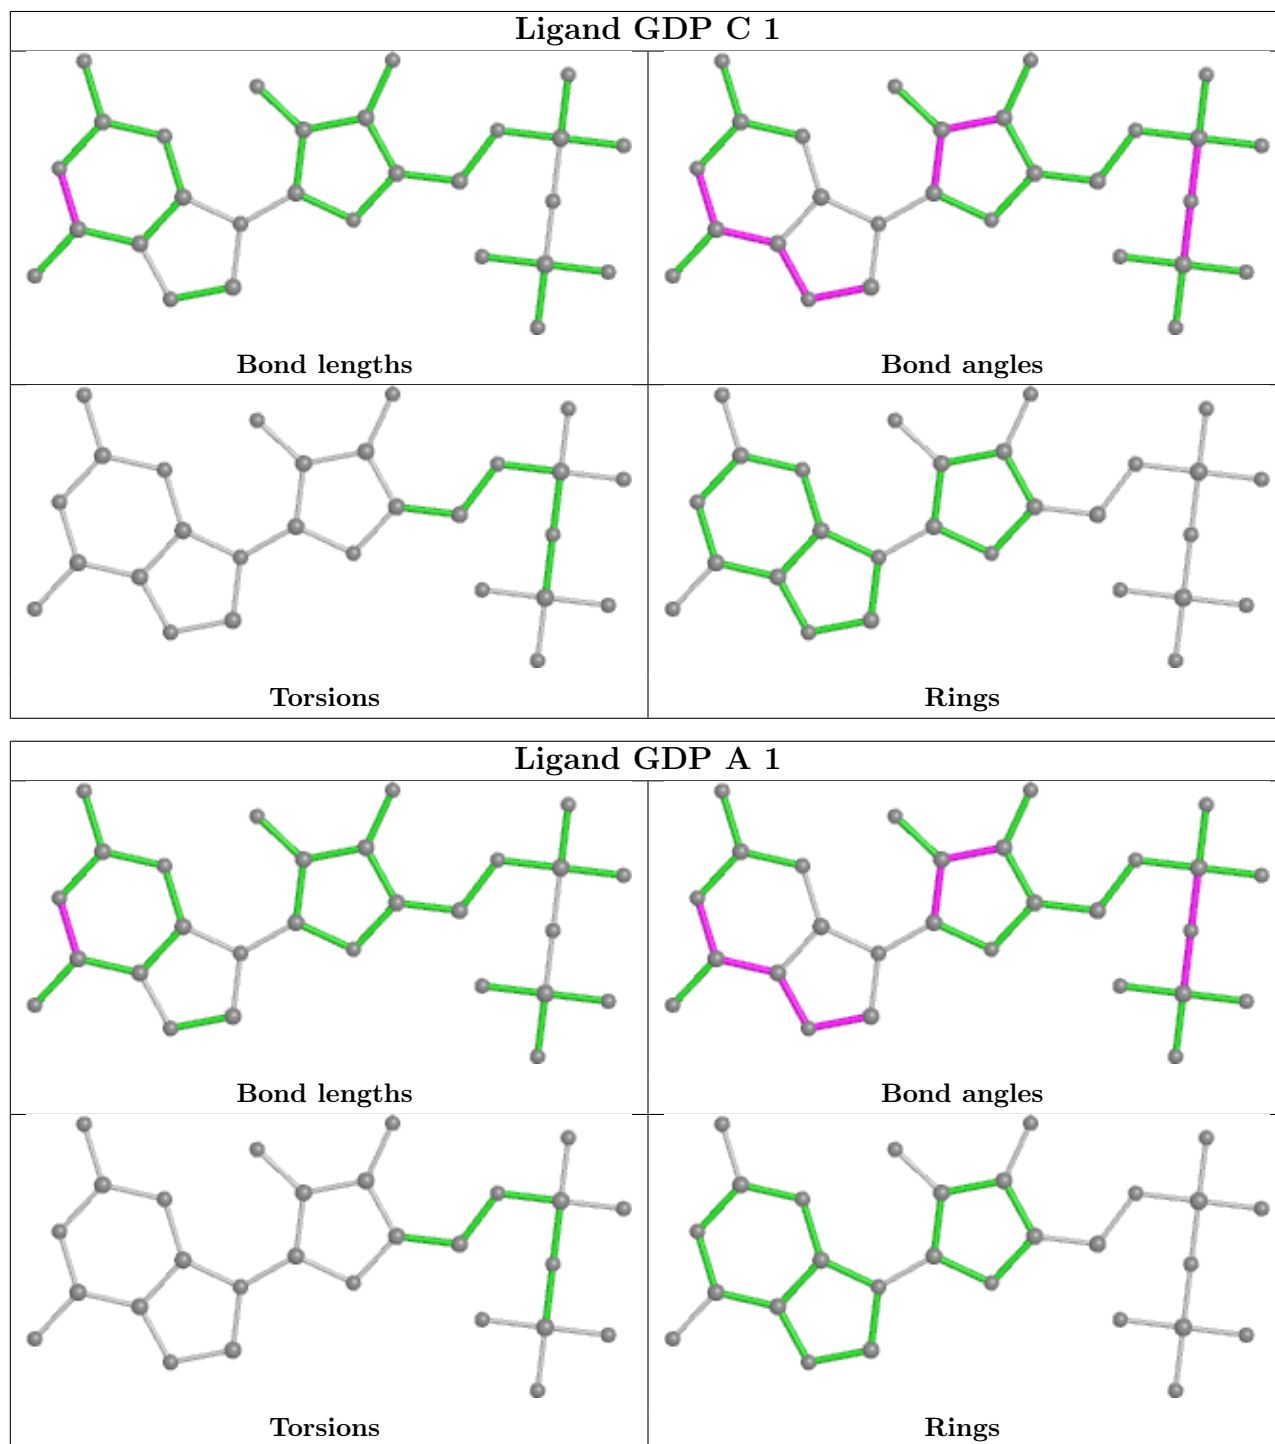 Ligand GDP C 1
Bond lengths
Bond angles
Torsions
Rings
Ligand GDP A 1
Bond lengths
Bond angles
Torsions
Rings